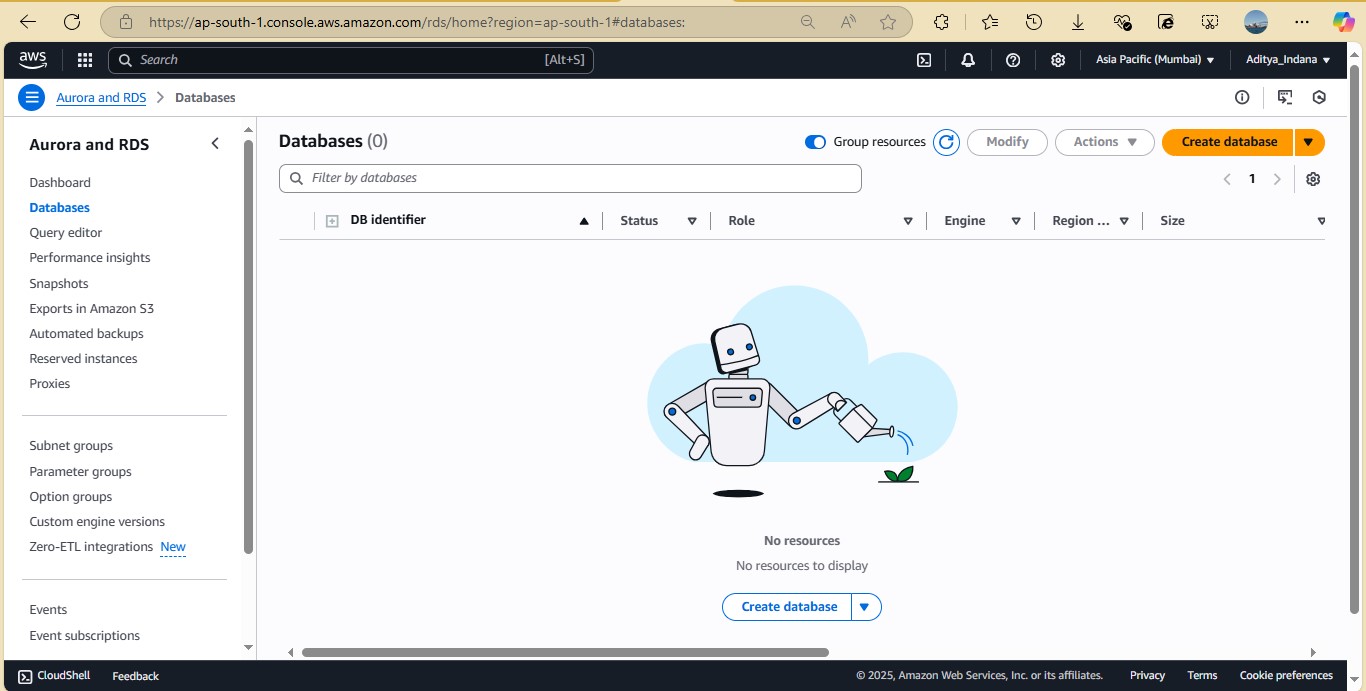 https://ap-south-1.console.aws.amazon.com/rds/home?region=ap-south-1#databases:
aws Search [Alt+S] Asia Pacific (Mumbai) Aditya_Indana
Aurora and RDS Databases
Aurora and RDS
Dashboard
Databases
Query editor
Performance insights
Snapshots
Exports in Amazon S3
Automated backups
Reserved instances
Proxies
Subnet groups
Parameter groups
Option groups
Custom engine versions
Zero-ETL integrations New
Events
Event subscriptions
Databases (0) Group resources Modify Actions Create database
Filter by databases 1
DB identifier Status Role Engine Region ... Size
No resources
No resources to display
Create database
CloudShell Feedback © 2025, Amazon Web Services, Inc. or its affiliates. Privacy Terms Cookie preferences